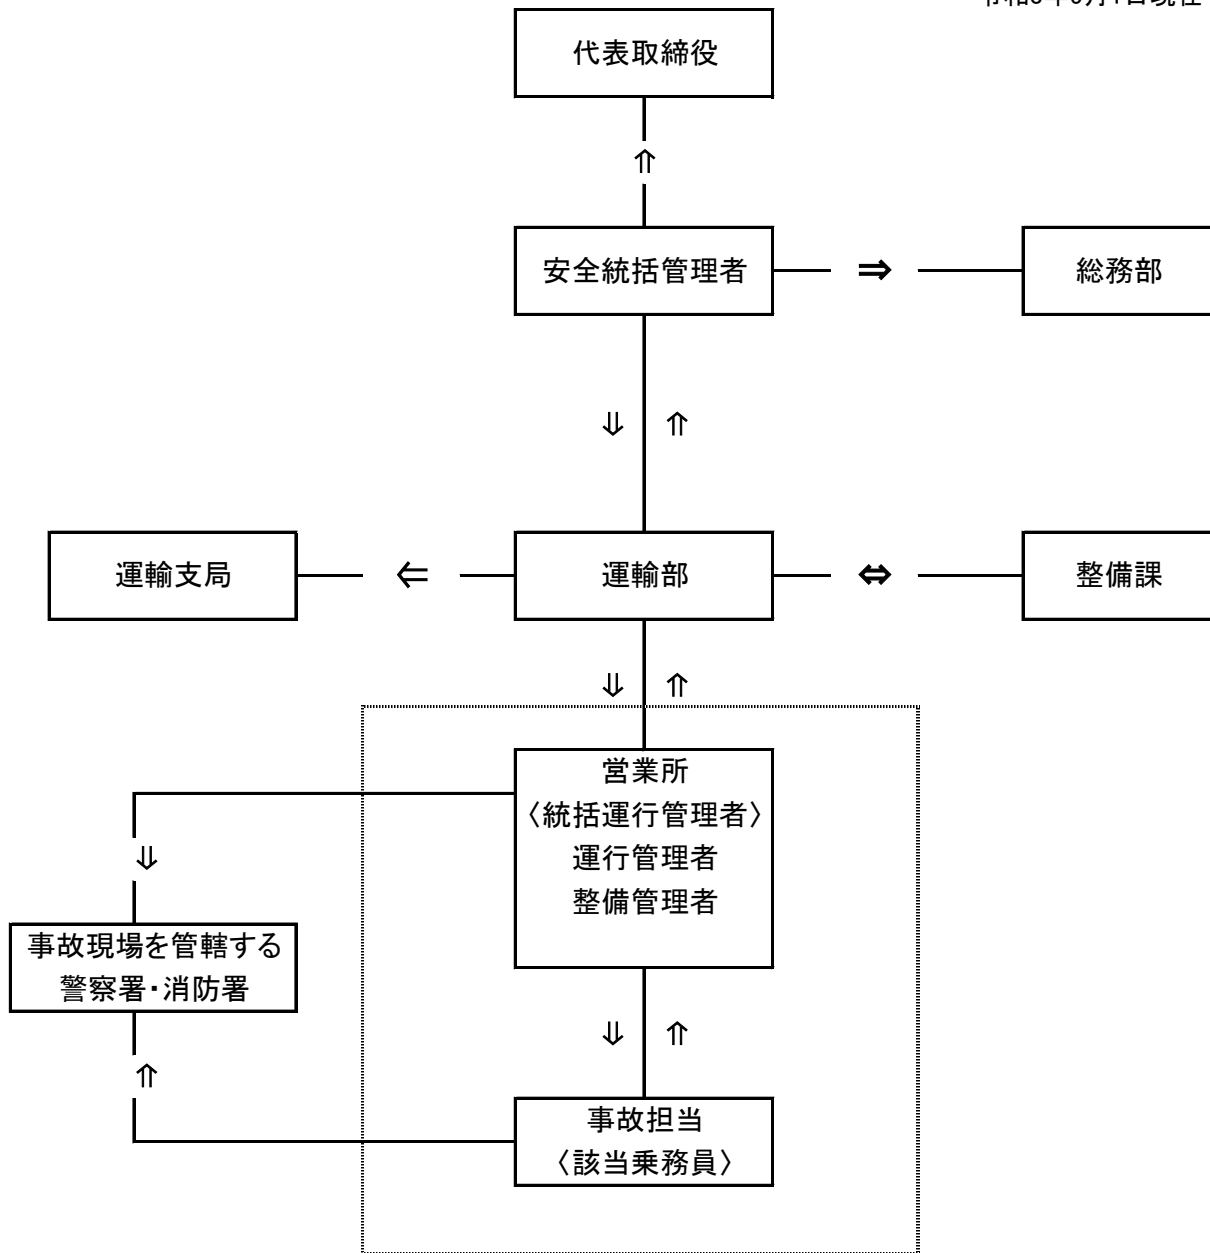 代表取締役
⇑
安全統括管理者
⇒
総務部
⇓ ⇑
運輸支局
⇐
運輸部
⇔
整備課
⇓ ⇑
営業所
〈統括運行管理者〉
運行管理者
整備管理者
⇓
事故現場を管轄する
警察署・消防署
⇓ ⇑
⇑
事故担当
〈該当乗務員〉